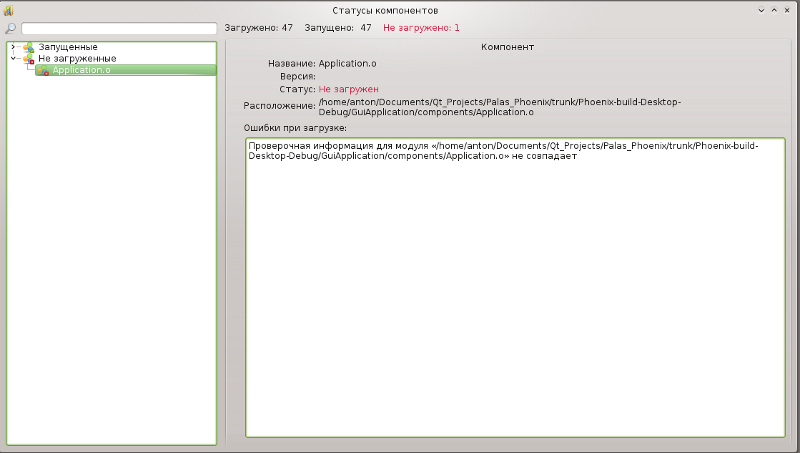 Статусы компонентов
Загружено: 47 Запущено: 47 Не загружено: 1
Запущенные
Не загруженные
Application.o
Компонент
Название: Application.o
Версия:
Статус: Не загружен
Расположение: /home/anton/Documents/Qt_Projects/Palas_Phoenix/trunk/Phoenix-build-Desktop-
Debug/GuiApplication/components/Application.o
Ошибки при загрузке:
Проверочная информация для модуля «/home/anton/Documents/Qt_Projects/Palas_Phoenix/trunk/Phoenix-build-
Desktop-Debug/GuiApplication/components/Application.o» не совпадает